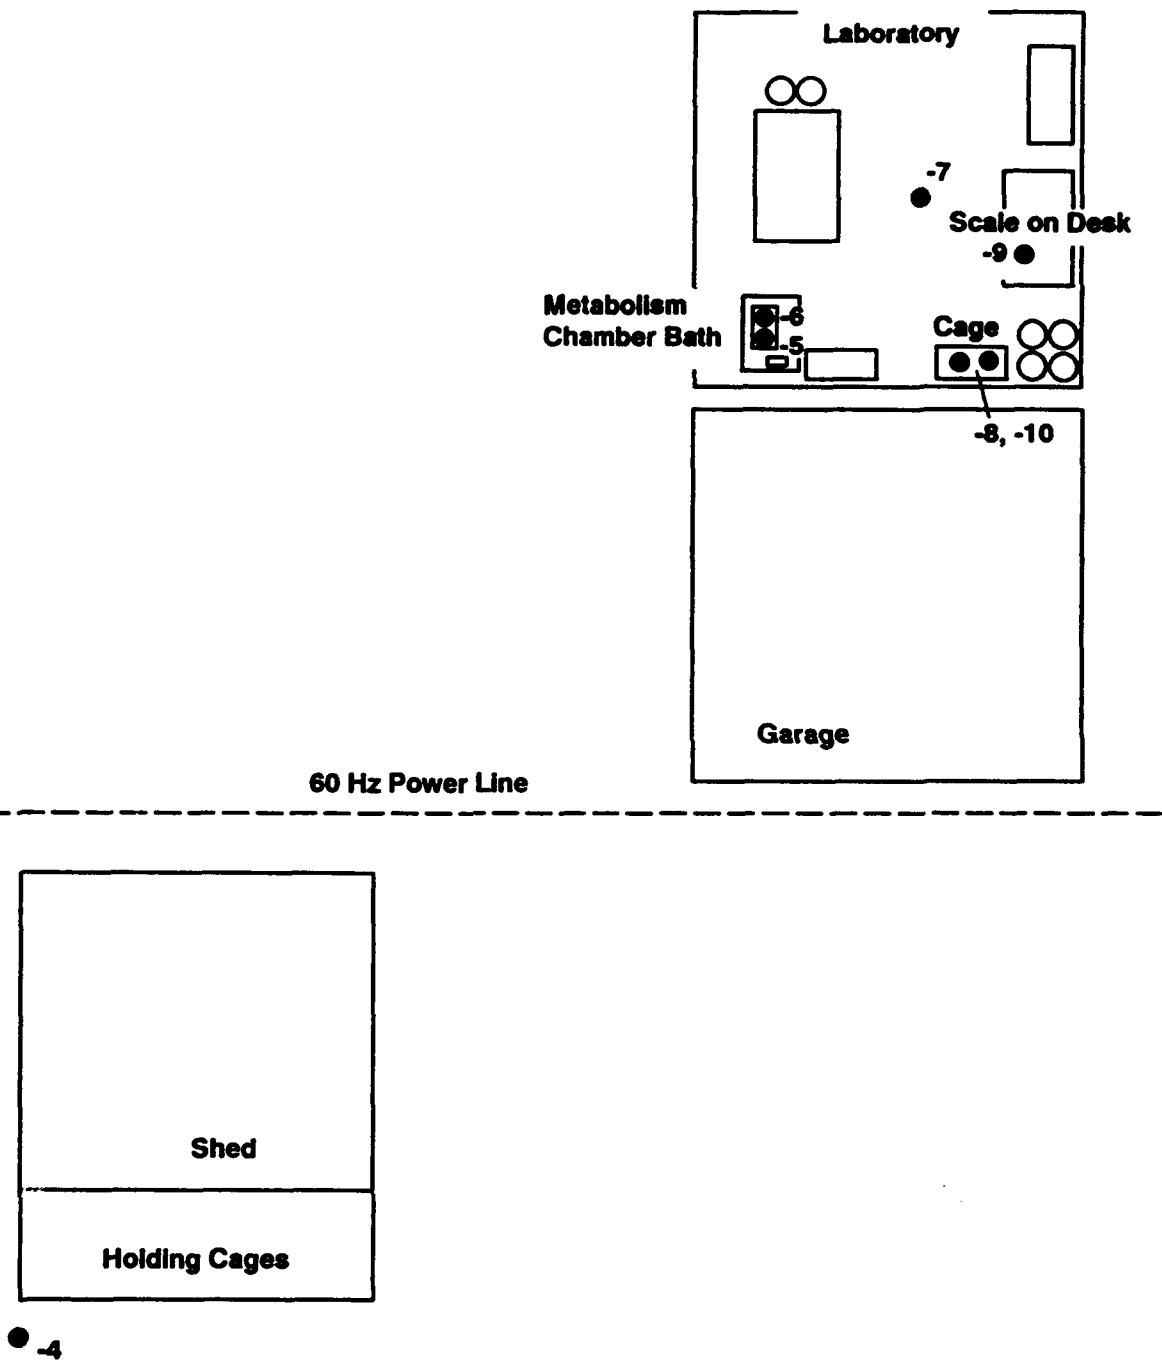 Laboratory
-7
Scale on Desk
-9
Metabolism
Chamber Bath
-6
-5
Cage
-8, -10
Garage
60 Hz Power Line
Shed
Holding Cages
-4